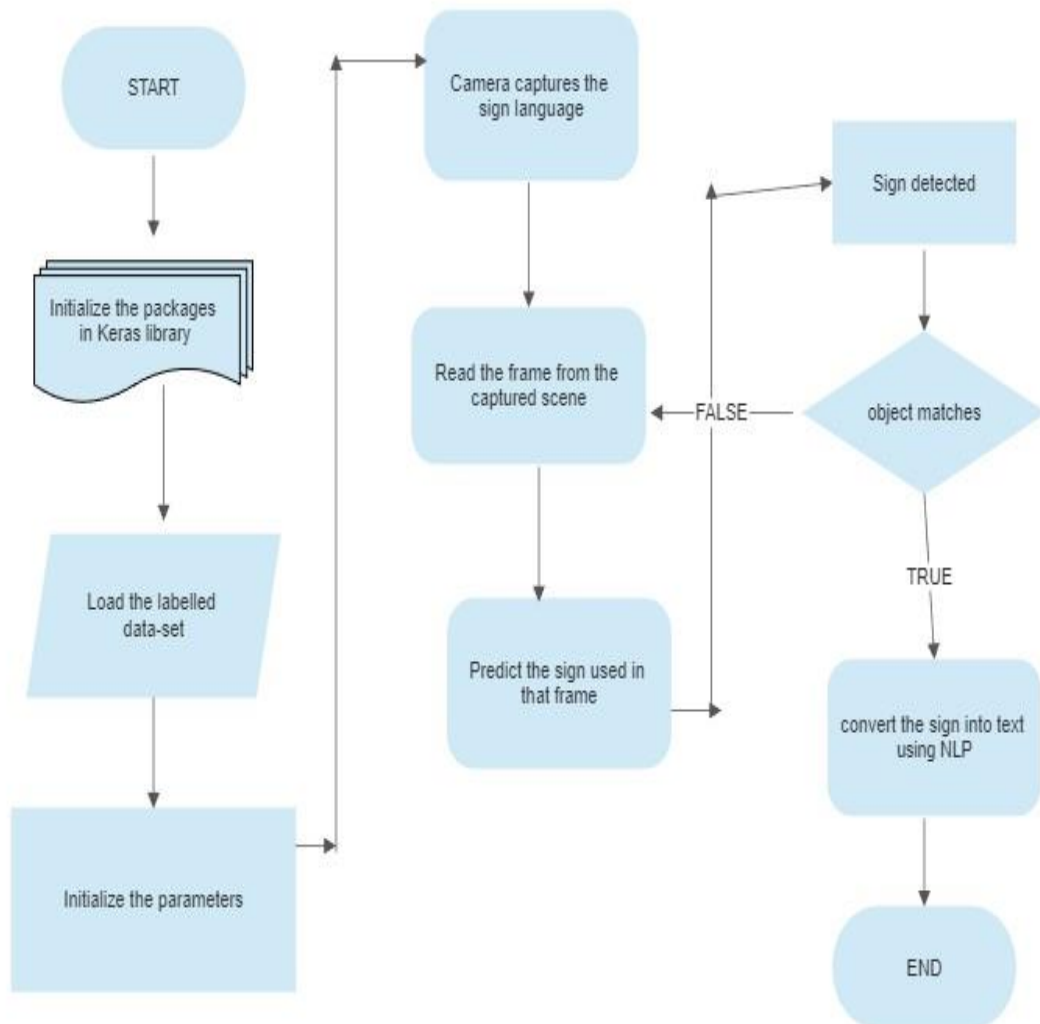 START
Initialize the packages
in Keras library
Load the labelled
data-set
Initialize the parameters
Camera captures the
sign language
Read the frame from the
captured scene
Predict the sign used in
that frame
Sign detected
object matches
FALSE
TRUE
convert the sign into text
using NLP
END